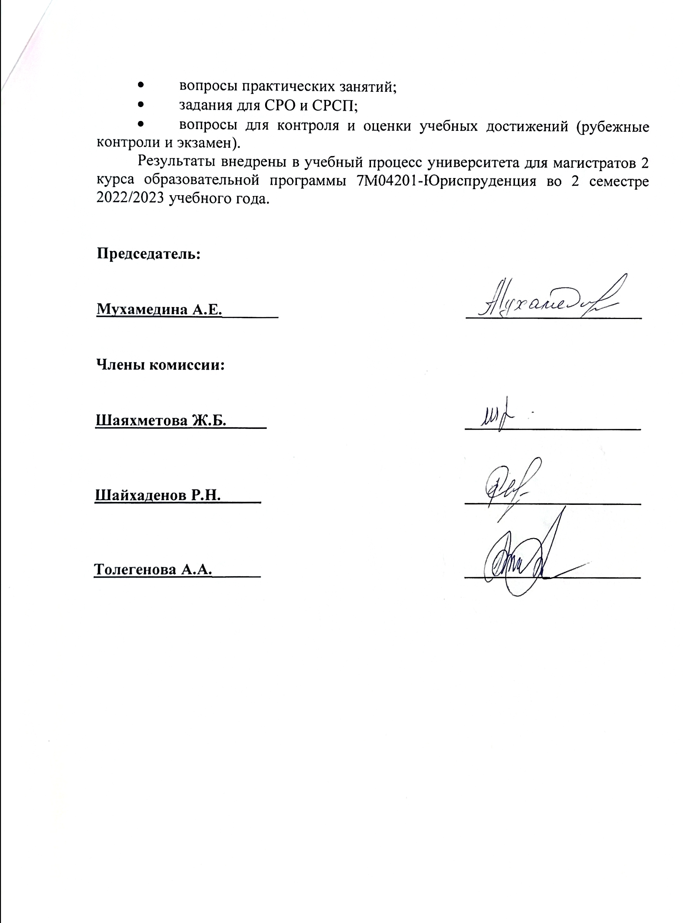 • вопросы практических занятий;
• задания для СРО и СРСП;
• вопросы для контроля и оценки учебных достижений (рубежные
контроли и экзамен).
Результаты внедрены в учебный процесс университета для магистратов 2
курса образовательной программы 7М04201-Юриспруденция во 2 семестре
2022/2023 учебного года.
Председатель:
Мухамедина А.Е.
Члены комиссии:
Шаяхметова Ж.Б.
Шайхаденов Р.Н.
Толегенова А.А.